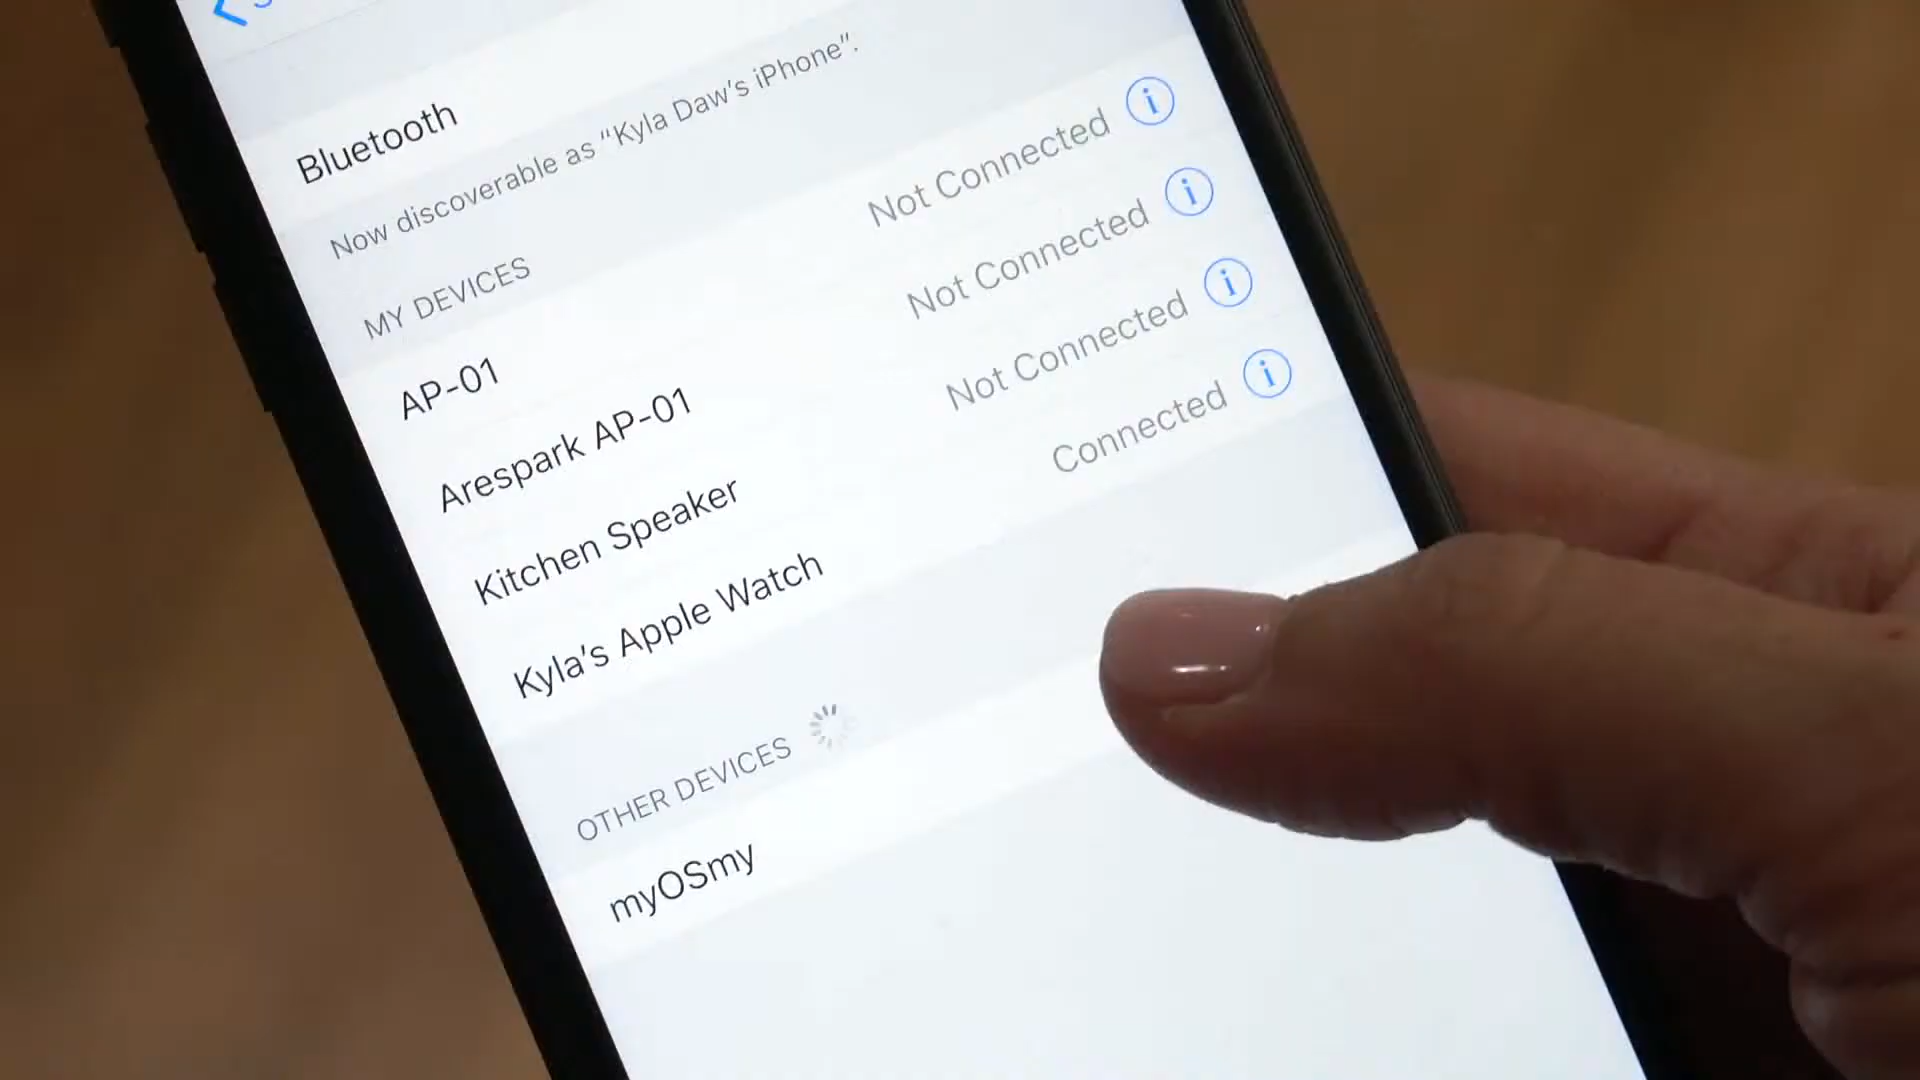 Bluetooth
Now discoverable as "Kyla Daw's iPhone".
MY DEVICES
AP-01 Not Connected
Arespark AP-01 Not Connected
Kitchen Speaker Not Connected
Kyla's Apple Watch Connected
OTHER DEVICES
myOSmy